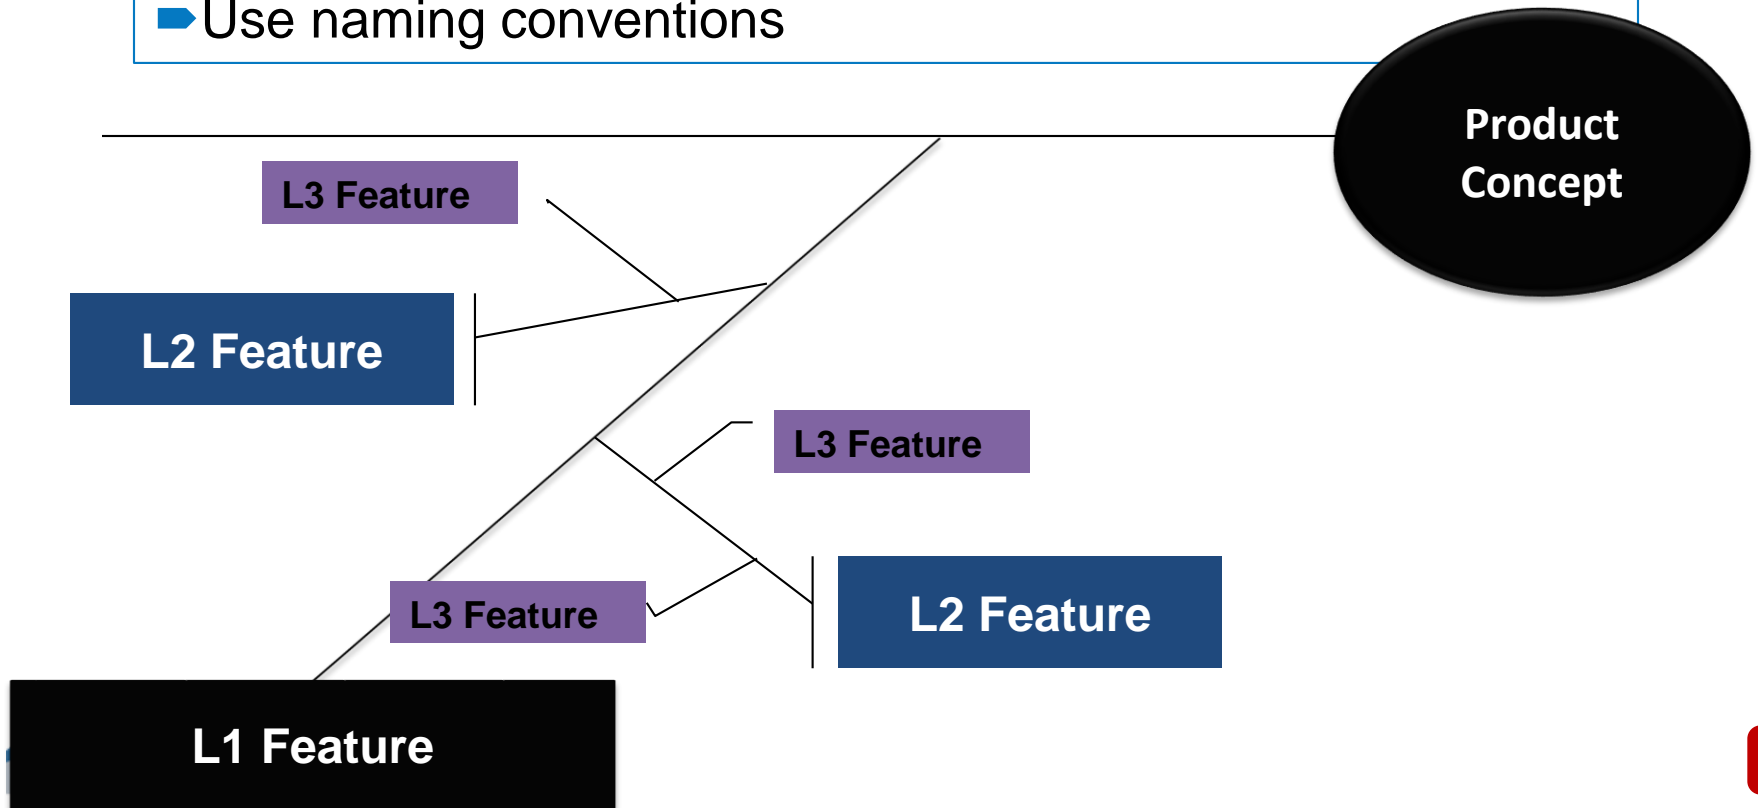 Use naming conventions
Product
Concept
L3 Feature
L2 Feature
L3 Feature
L3 Feature
L2 Feature
L1 Feature